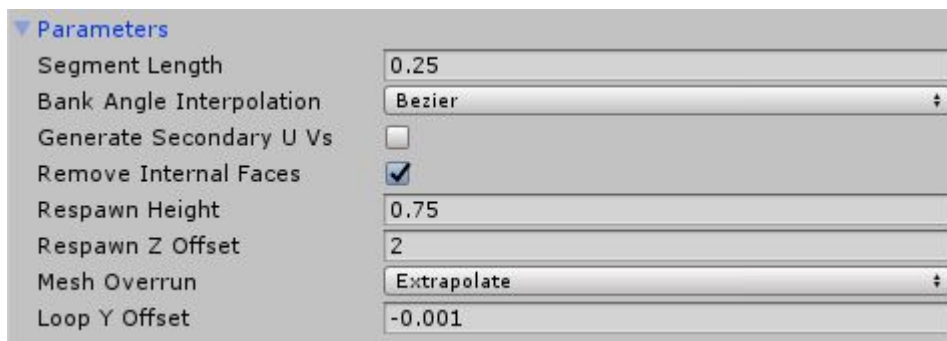 Parameters
Segment Length 0.25
Bank Angle Interpolation Bezier
Generate Secondary U Vs
Remove Internal Faces
Respawn Height 0.75
Respawn Z Offset 2
Mesh Overrun Extrapolate
Loop Y Offset -0.001